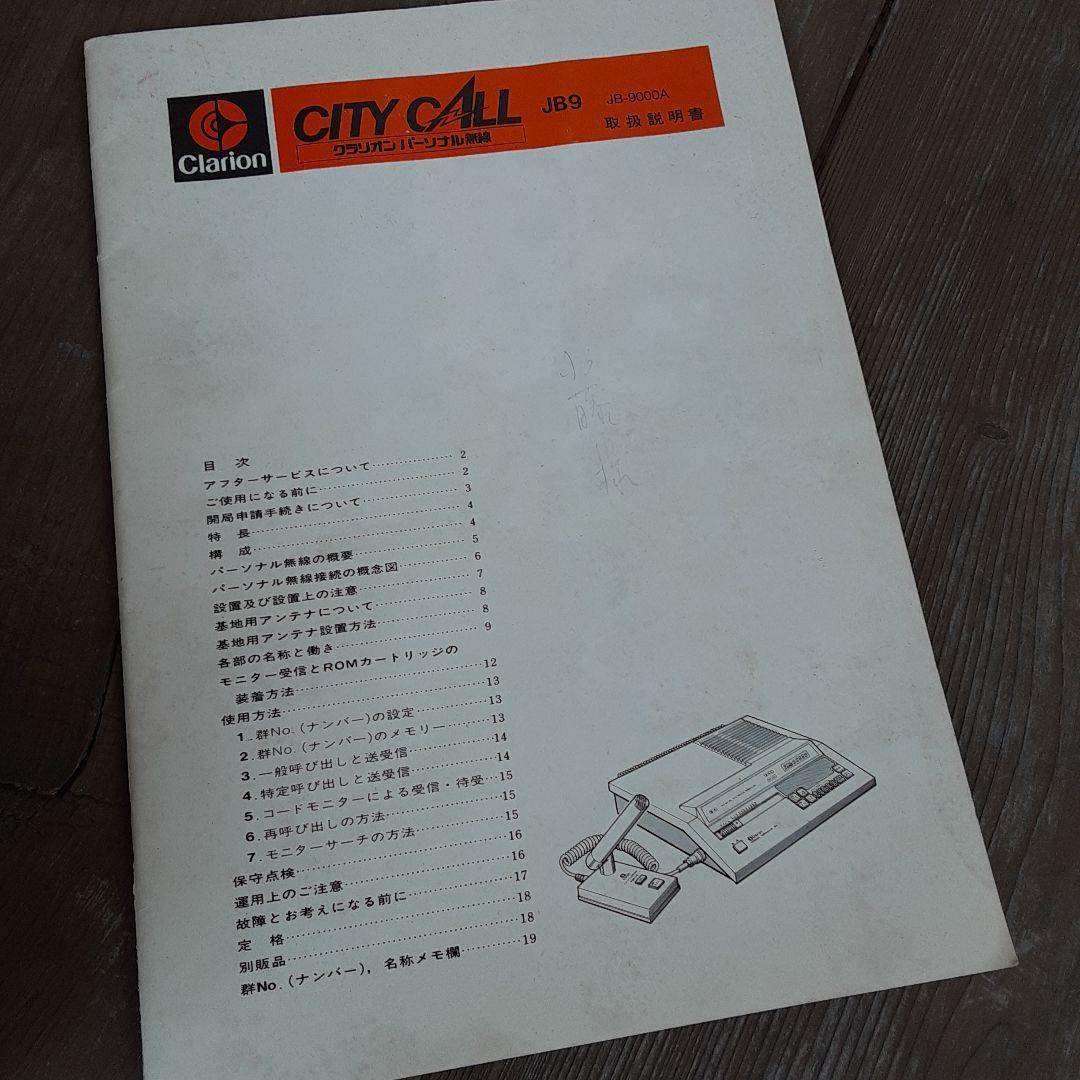 Clarion
CITY CALL
クラリオン パーソナル無線
JB9 JB-9000A
取扱説明書
目 次
アフターサービスについて 2
ご使用になる前に 2
開局申請手続きについて 3
特 長 4
構 成 4
パーソナル無線の概要 5
パーソナル無線接続の概念図 6
設置及び設置上の注意 7
基地用アンテナについて 8
基地用アンテナ設置方法 8
各部の名称と働き 9
モニター受信とROMカートリッジの
装着方法 12
使用方法 13
1.群No.(ナンバー)の設定 13
2.群No.(ナンバー)のメモリー 13
3.一般呼び出しと送受信 14
4.特定呼び出しと送受信 14
5.コードモニターによる受信・待受 15
6.再呼び出しの方法 15
7.モニターサーチの方法 15
保守点検 16
運用上のご注意 16
故障とお考えになる前に 17
定 格 18
別販品 18
群No.(ナンバー), 名称メモ欄 19